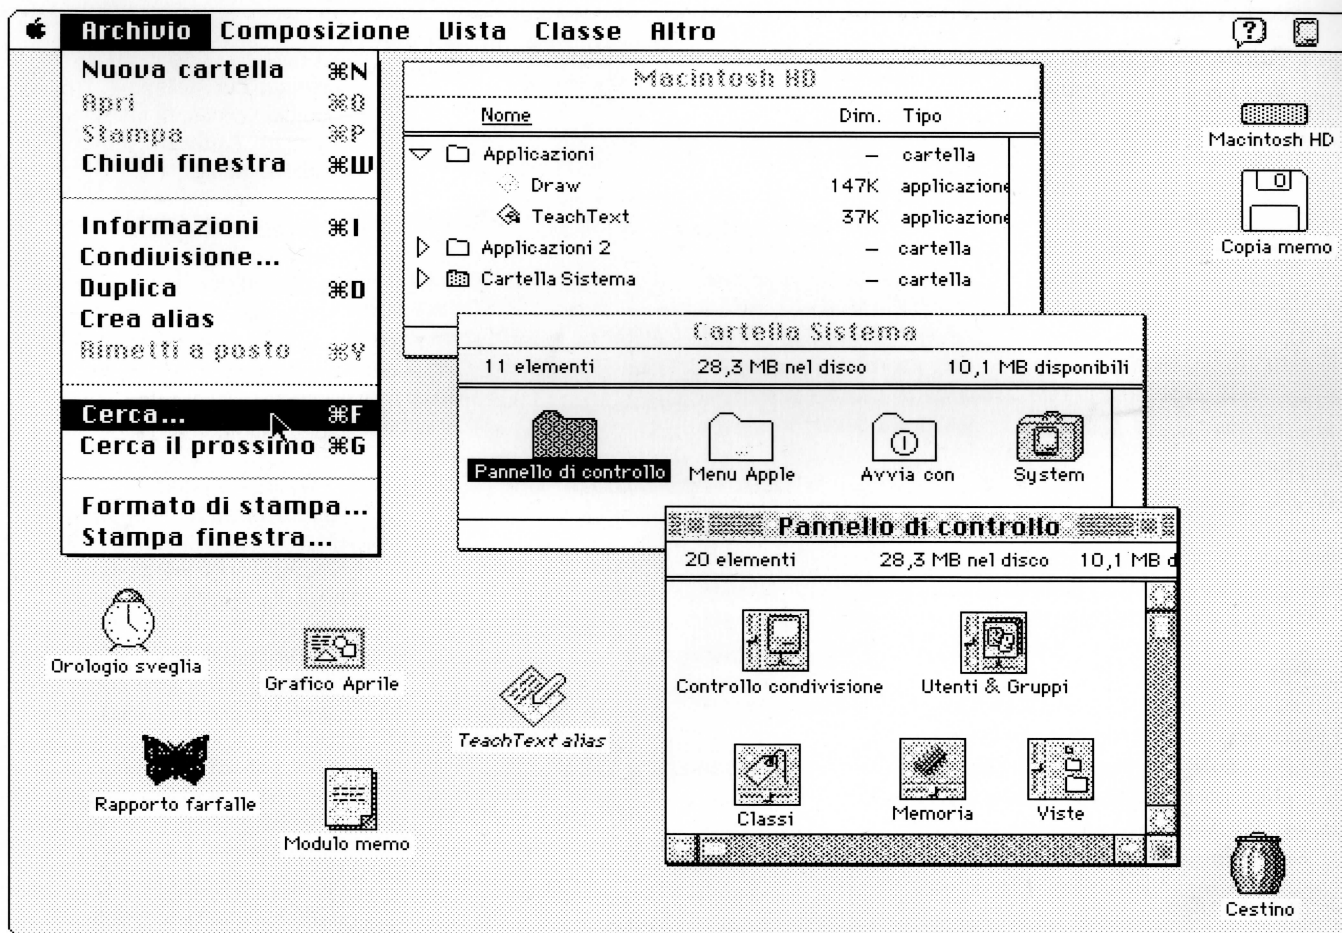 Archivio Composizione Vista Classe Altro
Nuova cartella ⌘N
Apri ⌘O
Stampa ⌘P
Chiudi finestra ⌘W
Informazioni ⌘I
Condivisione...
Duplica ⌘D
Crea alias
Rimetti a posto ⌘Y
Cerca... ⌘F
Cerca il prossimo ⌘G
Formato di stampa...
Stampa finestra...
Macintosh HD
Nome Dim. Tipo
Applicazioni – cartella
Draw 147K applicazione
TeachText 37K applicazione
Applicazioni 2 – cartella
Cartella Sistema – cartella
Cartella Sistema
11 elementi 28,3 MB nel disco 10,1 MB disponibili
Pannello di controllo Menu Apple Avvia con System
Pannello di controllo
20 elementi 28,3 MB nel disco 10,1 MB d
Controllo condivisione Utenti & Gruppi
Classi Memoria Viste
Macintosh HD
Copia memo
Orologio sveglia
Grafico Aprile
TeachText alias
Rapporto farfalle
Modulo memo
Cestino